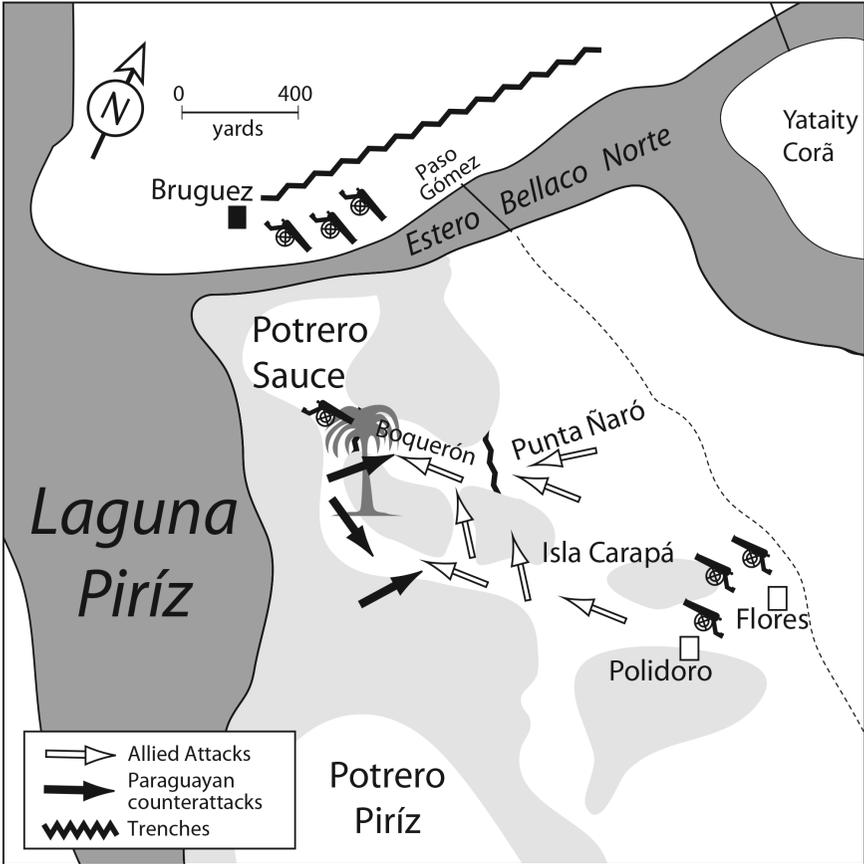 N
0 400
yards
Bruguez
Paso
Gómez
Estero Bellaco Norte
Yataity
Corã
Potrero
Sauce
Boquerón
Punta Ñaró
Laguna
Piríz
Isla Carapá
Flores
Polidoro
Potrero
Piríz
Allied Attacks
Paraguayan
counterattacks
Trenches